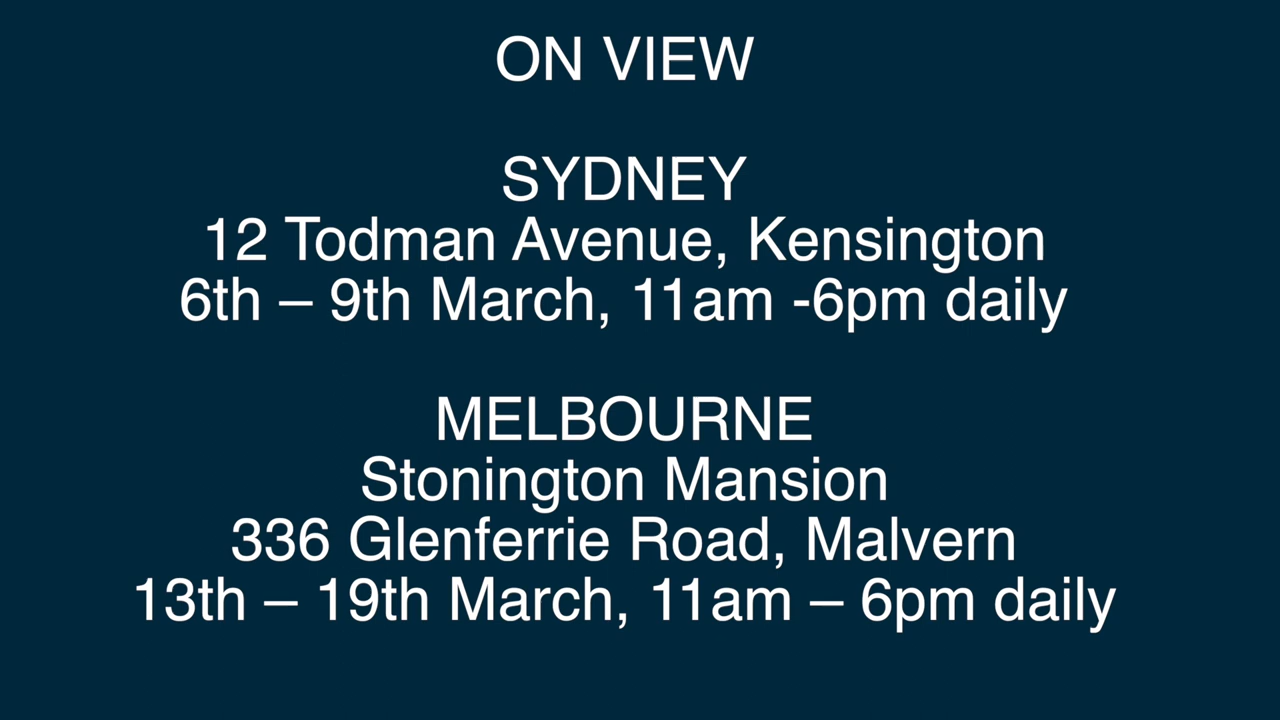 ON VIEW
SYDNEY
12 Todman Avenue, Kensington
6th – 9th March, 11am -6pm daily
MELBOURNE
Stonington Mansion
336 Glenferrie Road, Malvern
13th – 19th March, 11am – 6pm daily